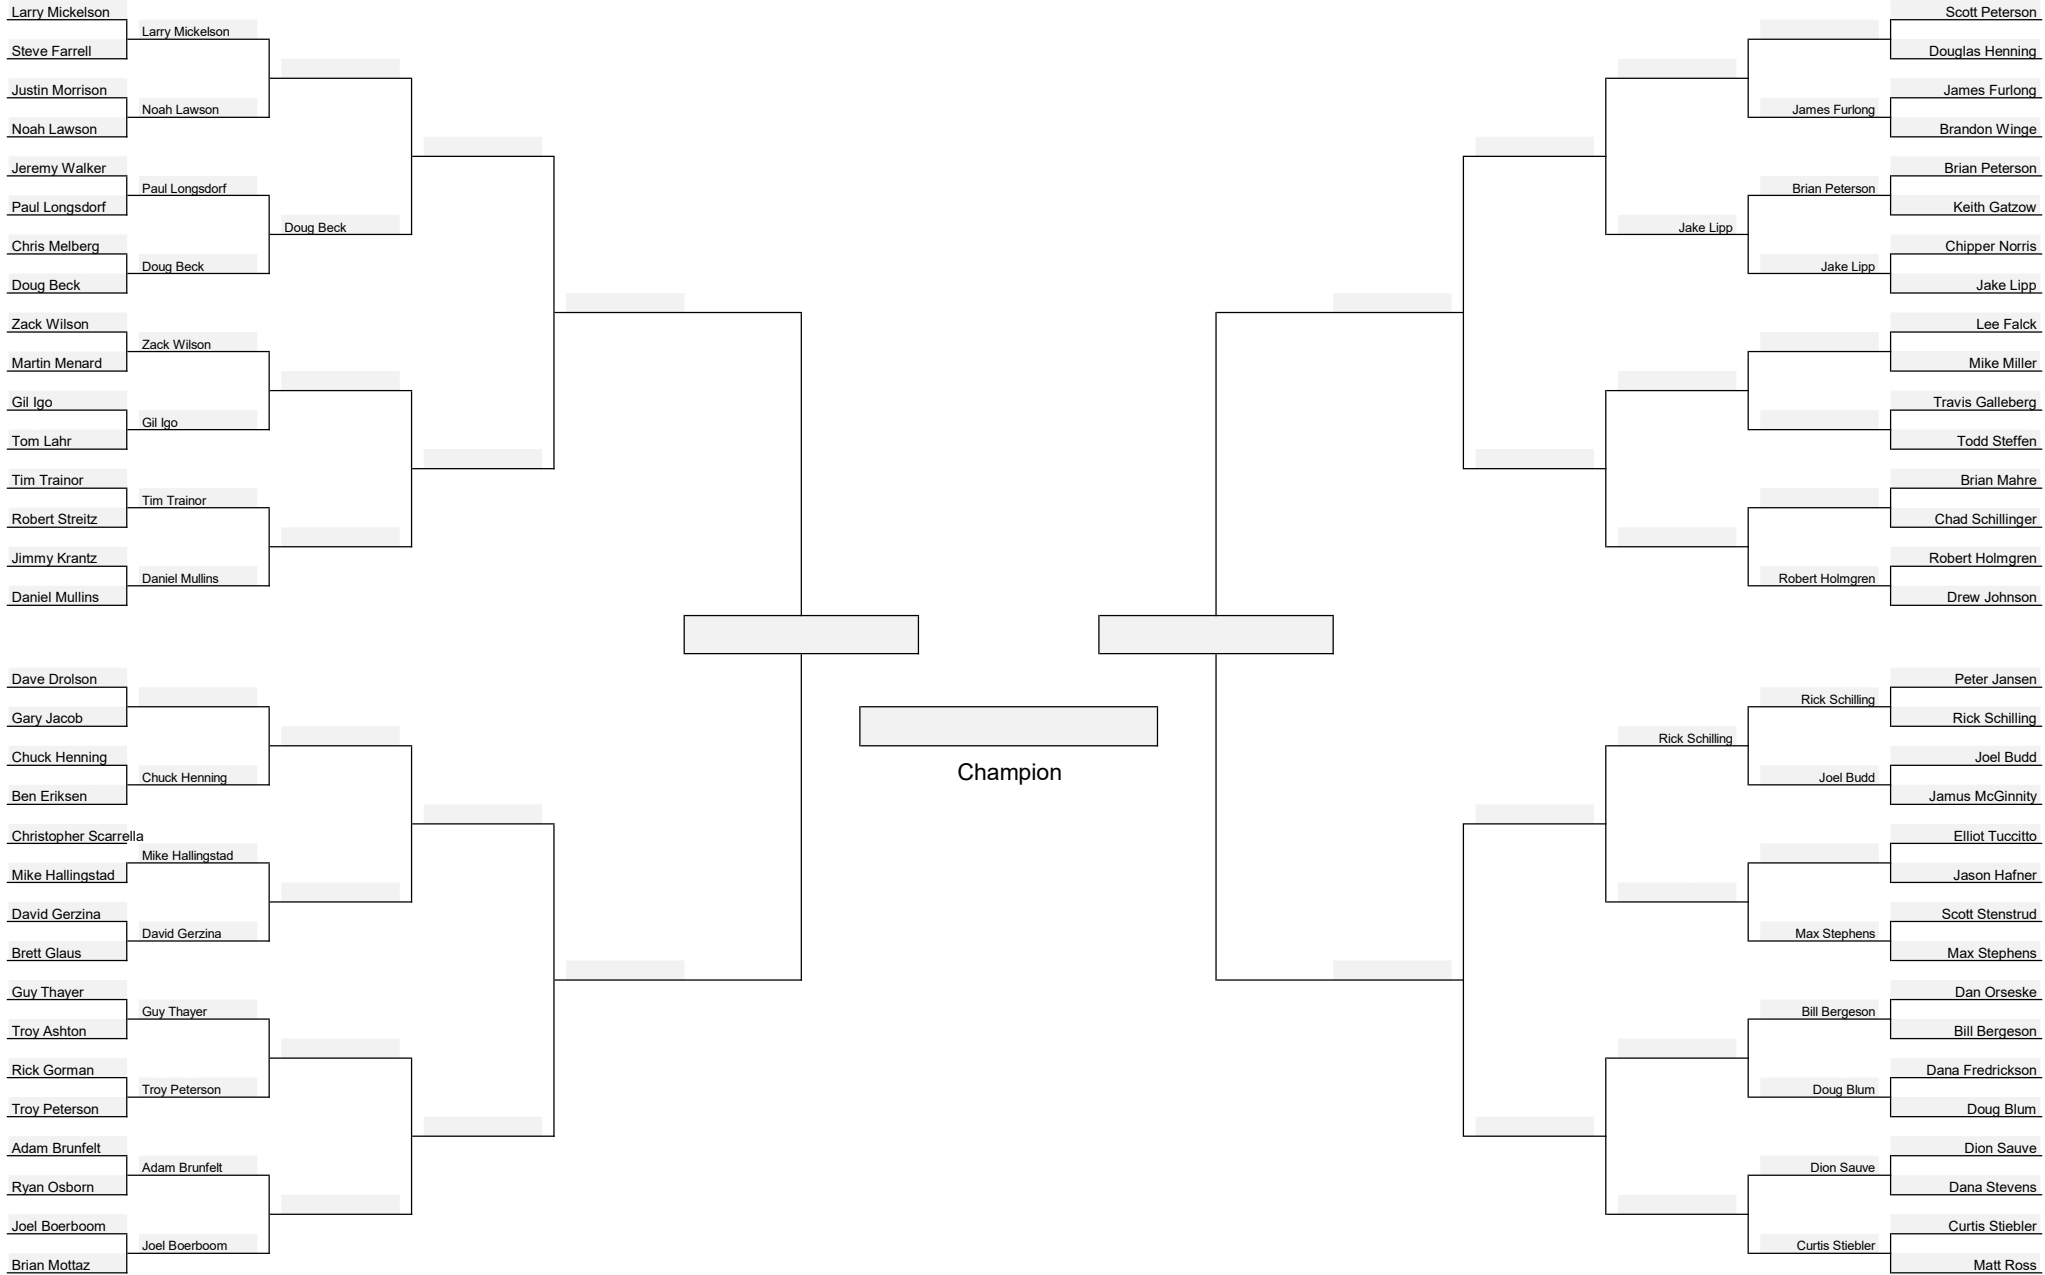 Larry Mickelson
Steve Farrell
Justin Morrison
Noah Lawson
Jeremy Walker
Paul Longsdorf
Chris Melberg
Doug Beck
Zack Wilson
Martin Menard
Gil Igo
Tom Lahr
Tim Trainor
Robert Streitz
Jimmy Krantz
Daniel Mullins
Dave Drolson
Gary Jacob
Chuck Henning
Ben Eriksen
Christopher Scarrella
Mike Hallingstad
David Gerzina
Brett Glaus
Guy Thayer
Troy Ashton
Rick Gorman
Troy Peterson
Adam Brunfelt
Ryan Osborn
Joel Boerboom
Brian Mottaz
Larry Mickelson
Noah Lawson
Paul Longsdorf
Doug Beck
Zack Wilson
Gil Igo
Tim Trainor
Daniel Mullins
Chuck Henning
Mike Hallingstad
David Gerzina
Guy Thayer
Troy Peterson
Adam Brunfelt
Joel Boerboom
Doug Beck
Champion
Jake Lipp
Rick Schilling
James Furlong
Brian Peterson
Jake Lipp
Robert Holmgren
Rick Schilling
Joel Budd
Max Stephens
Bill Bergeson
Doug Blum
Dion Sauve
Curtis Stiebler
Scott Peterson
Douglas Henning
James Furlong
Brandon Winge
Brian Peterson
Keith Gatzow
Chipper Norris
Jake Lipp
Lee Falck
Mike Miller
Travis Galleberg
Todd Steffen
Brian Mahre
Chad Schillinger
Robert Holmgren
Drew Johnson
Peter Jansen
Rick Schilling
Joel Budd
Jamus McGinnity
Elliot Tuccitto
Jason Hafner
Scott Stenstrud
Max Stephens
Dan Orseske
Bill Bergeson
Dana Fredrickson
Doug Blum
Dion Sauve
Dana Stevens
Curtis Stiebler
Matt Ross